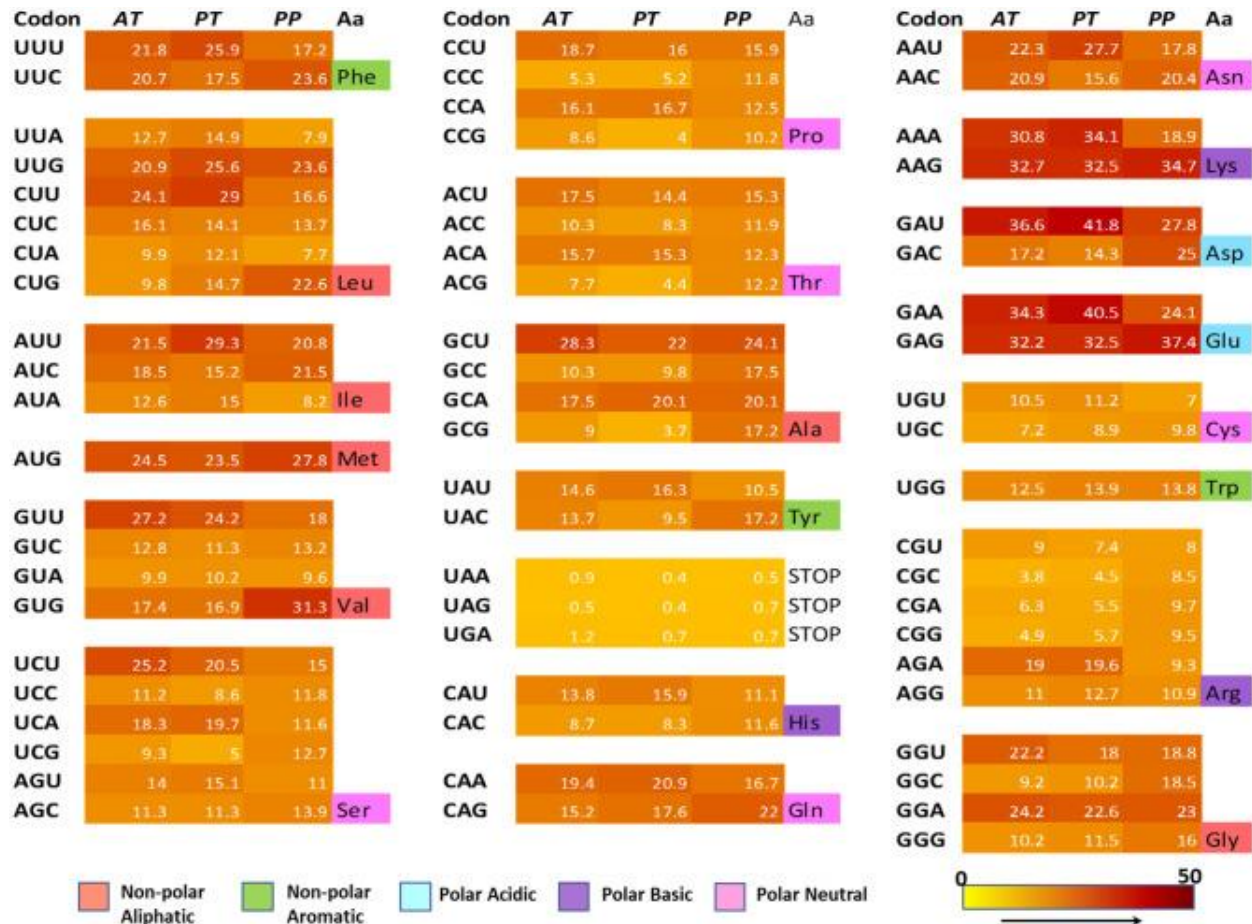 Codon AT PT PP Aa
UUU 21.8 25.9 17.2
UUC 20.7 17.5 23.6 Phe
UUA 12.7 14.9 7.9
UUG 20.9 25.6 23.6
CUU 24.1 29 16.6
CUC 16.1 14.1 13.7
CUA 9.9 12.1 7.7
CUG 9.8 14.7 22.6 Leu
AUU 21.5 29.3 20.8
AUC 18.5 15.2 21.5
AUA 12.6 15 8.2 Ile
AUG 24.5 23.5 27.8 Met
GUU 27.2 24.2 18
GUC 12.8 11.3 13.2
GUA 9.9 10.2 9.6
GUG 17.4 16.9 31.3 Val
UCU 25.2 20.5 15
UCC 11.2 8.6 11.8
UCA 18.3 19.7 11.6
UCG 9.3 5 12.7
AGU 14 15.1 11
AGC 11.3 11.3 13.9 Ser
Codon AT PT PP Aa
CCU 18.7 16 15.9
CCC 5.3 5.2 11.8
CCA 16.1 16.7 12.5
CCG 8.6 4 10.2 Pro
ACU 17.5 14.4 15.3
ACC 10.3 8.3 11.9
ACA 15.7 15.3 12.3
ACG 7.7 4.4 12.2 Thr
GCU 28.3 22 24.1
GCC 10.3 9.8 17.5
GCA 17.5 20.1 20.1
GCG 9 3.7 17.2 Ala
UAU 14.6 16.3 10.5
UAC 13.7 9.5 17.2 Tyr
UAA 0.9 0.4 0.5 STOP
UAG 0.5 0.4 0.7 STOP
UGA 1.2 0.7 0.7 STOP
CAU 13.8 15.9 11.1
CAC 8.7 8.3 11.6 His
CAA 19.4 20.9 16.7
CAG 15.2 17.6 22 Gln
Codon AT PT PP Aa
AAU 22.3 27.7 17.8
AAC 20.9 15.6 20.4 Asn
AAA 30.8 34.1 18.9
AAG 32.7 32.5 34.7 Lys
GAU 36.6 41.8 27.8
GAC 17.2 14.3 25 Asp
GAA 34.3 40.5 24.1
GAG 32.2 32.5 37.4 Glu
UGU 10.5 11.2 7
UGC 7.2 8.9 9.8 Cys
UGG 12.5 13.9 13.8 Trp
CGU 9 7.4 8
CGC 3.8 4.5 8.5
CGA 6.3 5.5 9.7
CGG 4.9 5.7 9.5
AGA 19 19.6 9.3
AGG 11 12.7 10.9 Arg
GGU 22.2 18 18.8
GGC 9.2 10.2 18.5
GGA 24.2 22.6 23
GGG 10.2 11.5 16 Gly
Non-polar Aliphatic
Non-polar Aromatic
Polar Acidic
Polar Basic
Polar Neutral
0 50